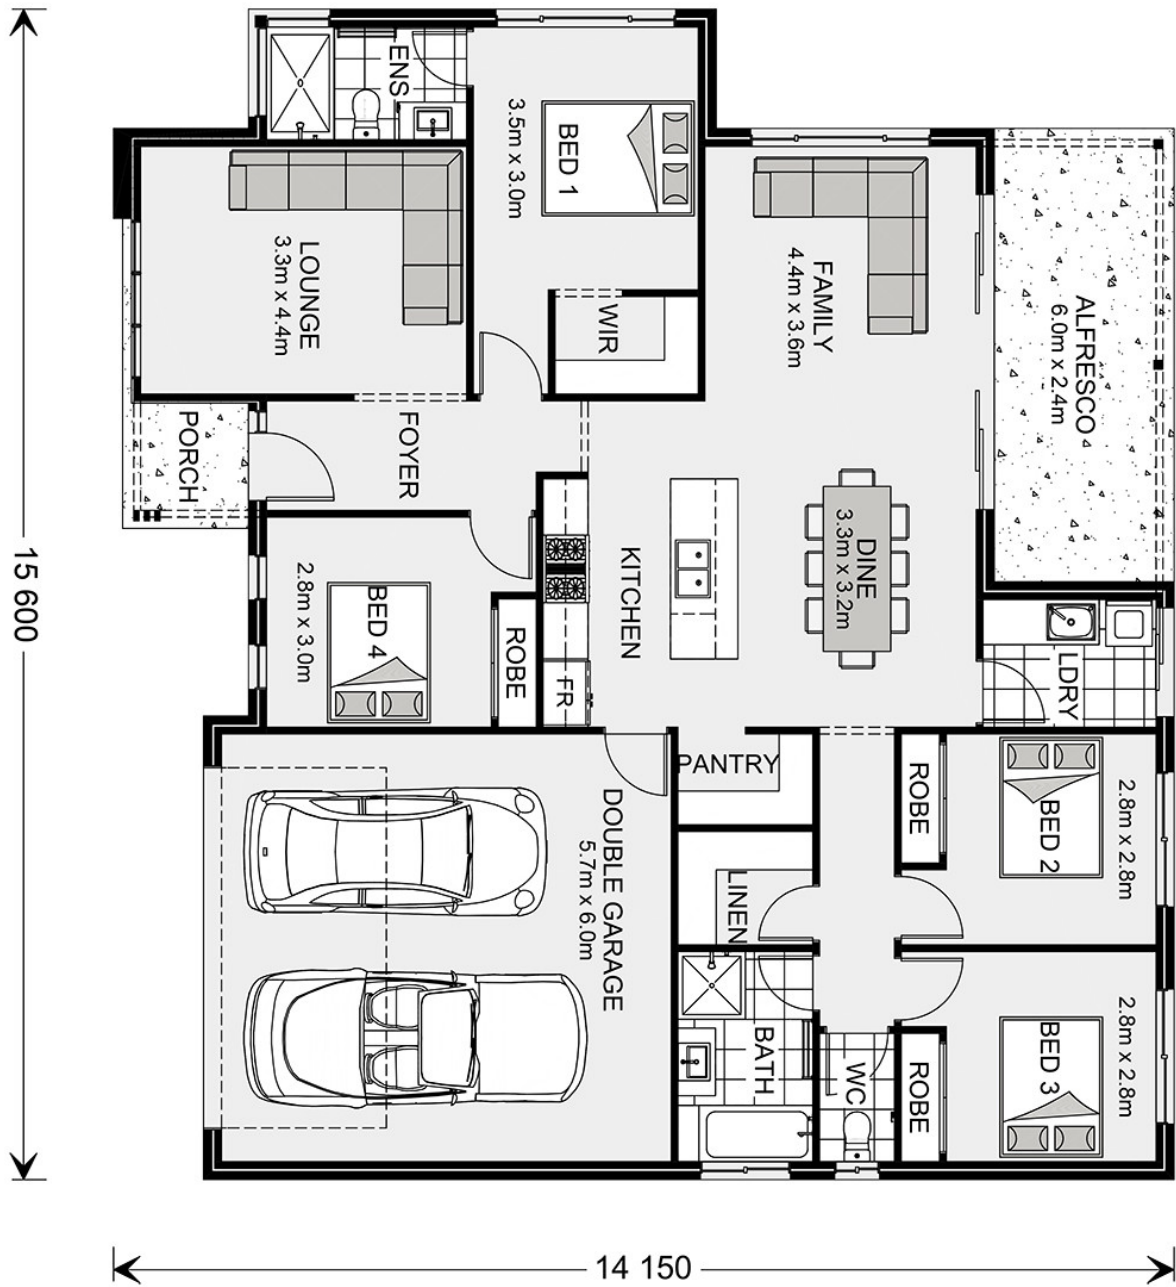 ENS
BED 1
3.5m x 3.0m
LOUNGE
3.3m x 4.4m
WIR
FAMILY
4.4m x 3.6m
ALFRESCO
6.0m x 2.4m
PORCH
FOYER
KITCHEN
DINE
3.3m x 3.2m
BED 4
2.8m x 3.0m
ROBE
FR
LDRY
PANTRY
DOUBLE GARAGE
5.7m x 6.0m
ROBE
BED 2
2.8m x 2.8m
LINEN
BATH
WC
ROBE
BED 3
2.8m x 2.8m
15 600
14 150